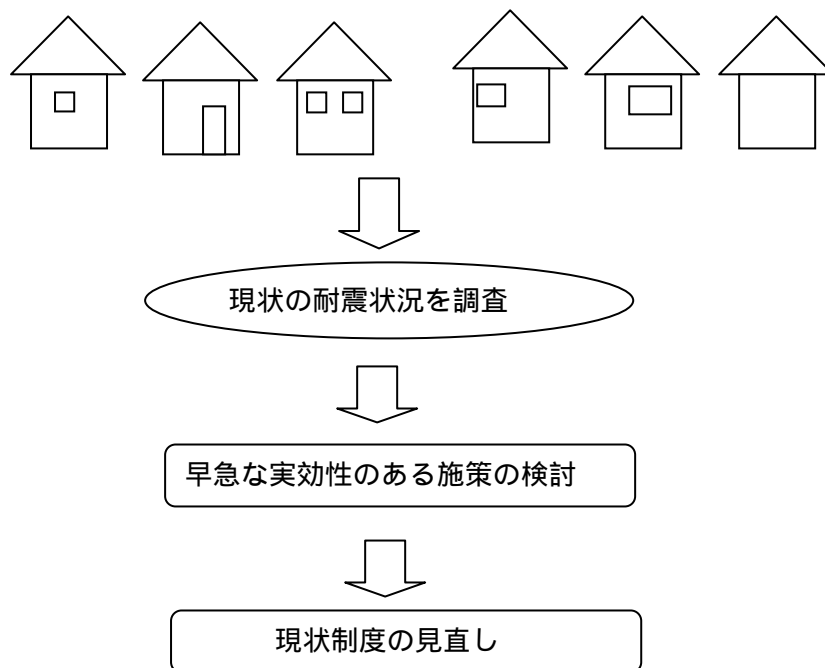 現状の耐震状況を調査
早急な実効性のある施策の検討
現状制度の見直し